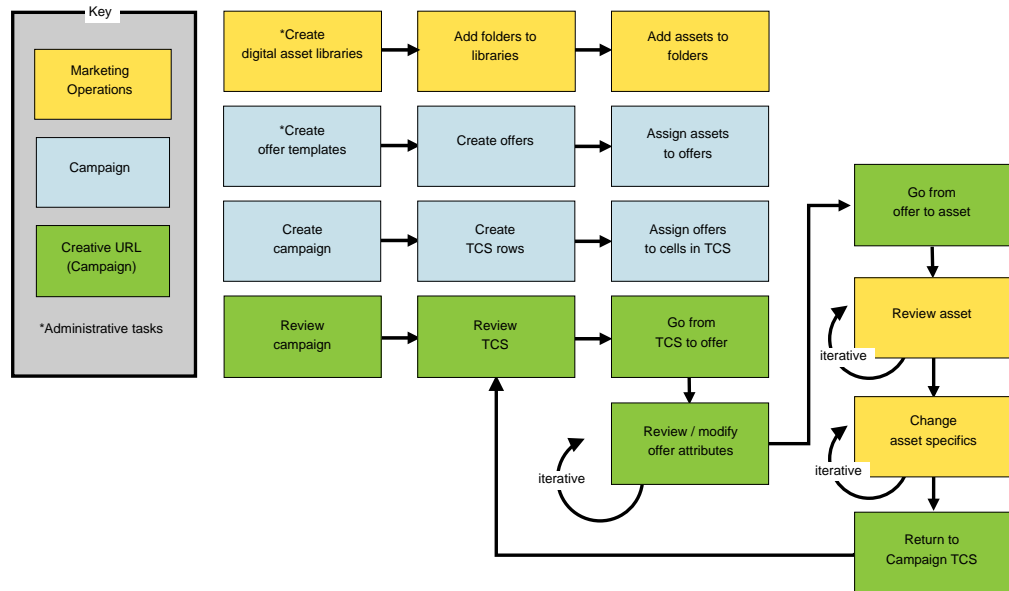 Key
Marketing
Operations
Campaign
Creative URL
(Campaign)
*Administrative tasks
*Create
digital asset libraries
Add folders to
libraries
Add assets to
folders
*Create
offer templates
Create offers
Assign assets
to offers
Create
campaign
Create
TCS rows
Assign offers
to cells in TCS
Review
campaign
Review
TCS
Go from
TCS to offer
Review / modify
offer attributes
iterative
Go from
offer to asset
Review asset
iterative
Change
asset specifics
iterative
Return to
Campaign TCS